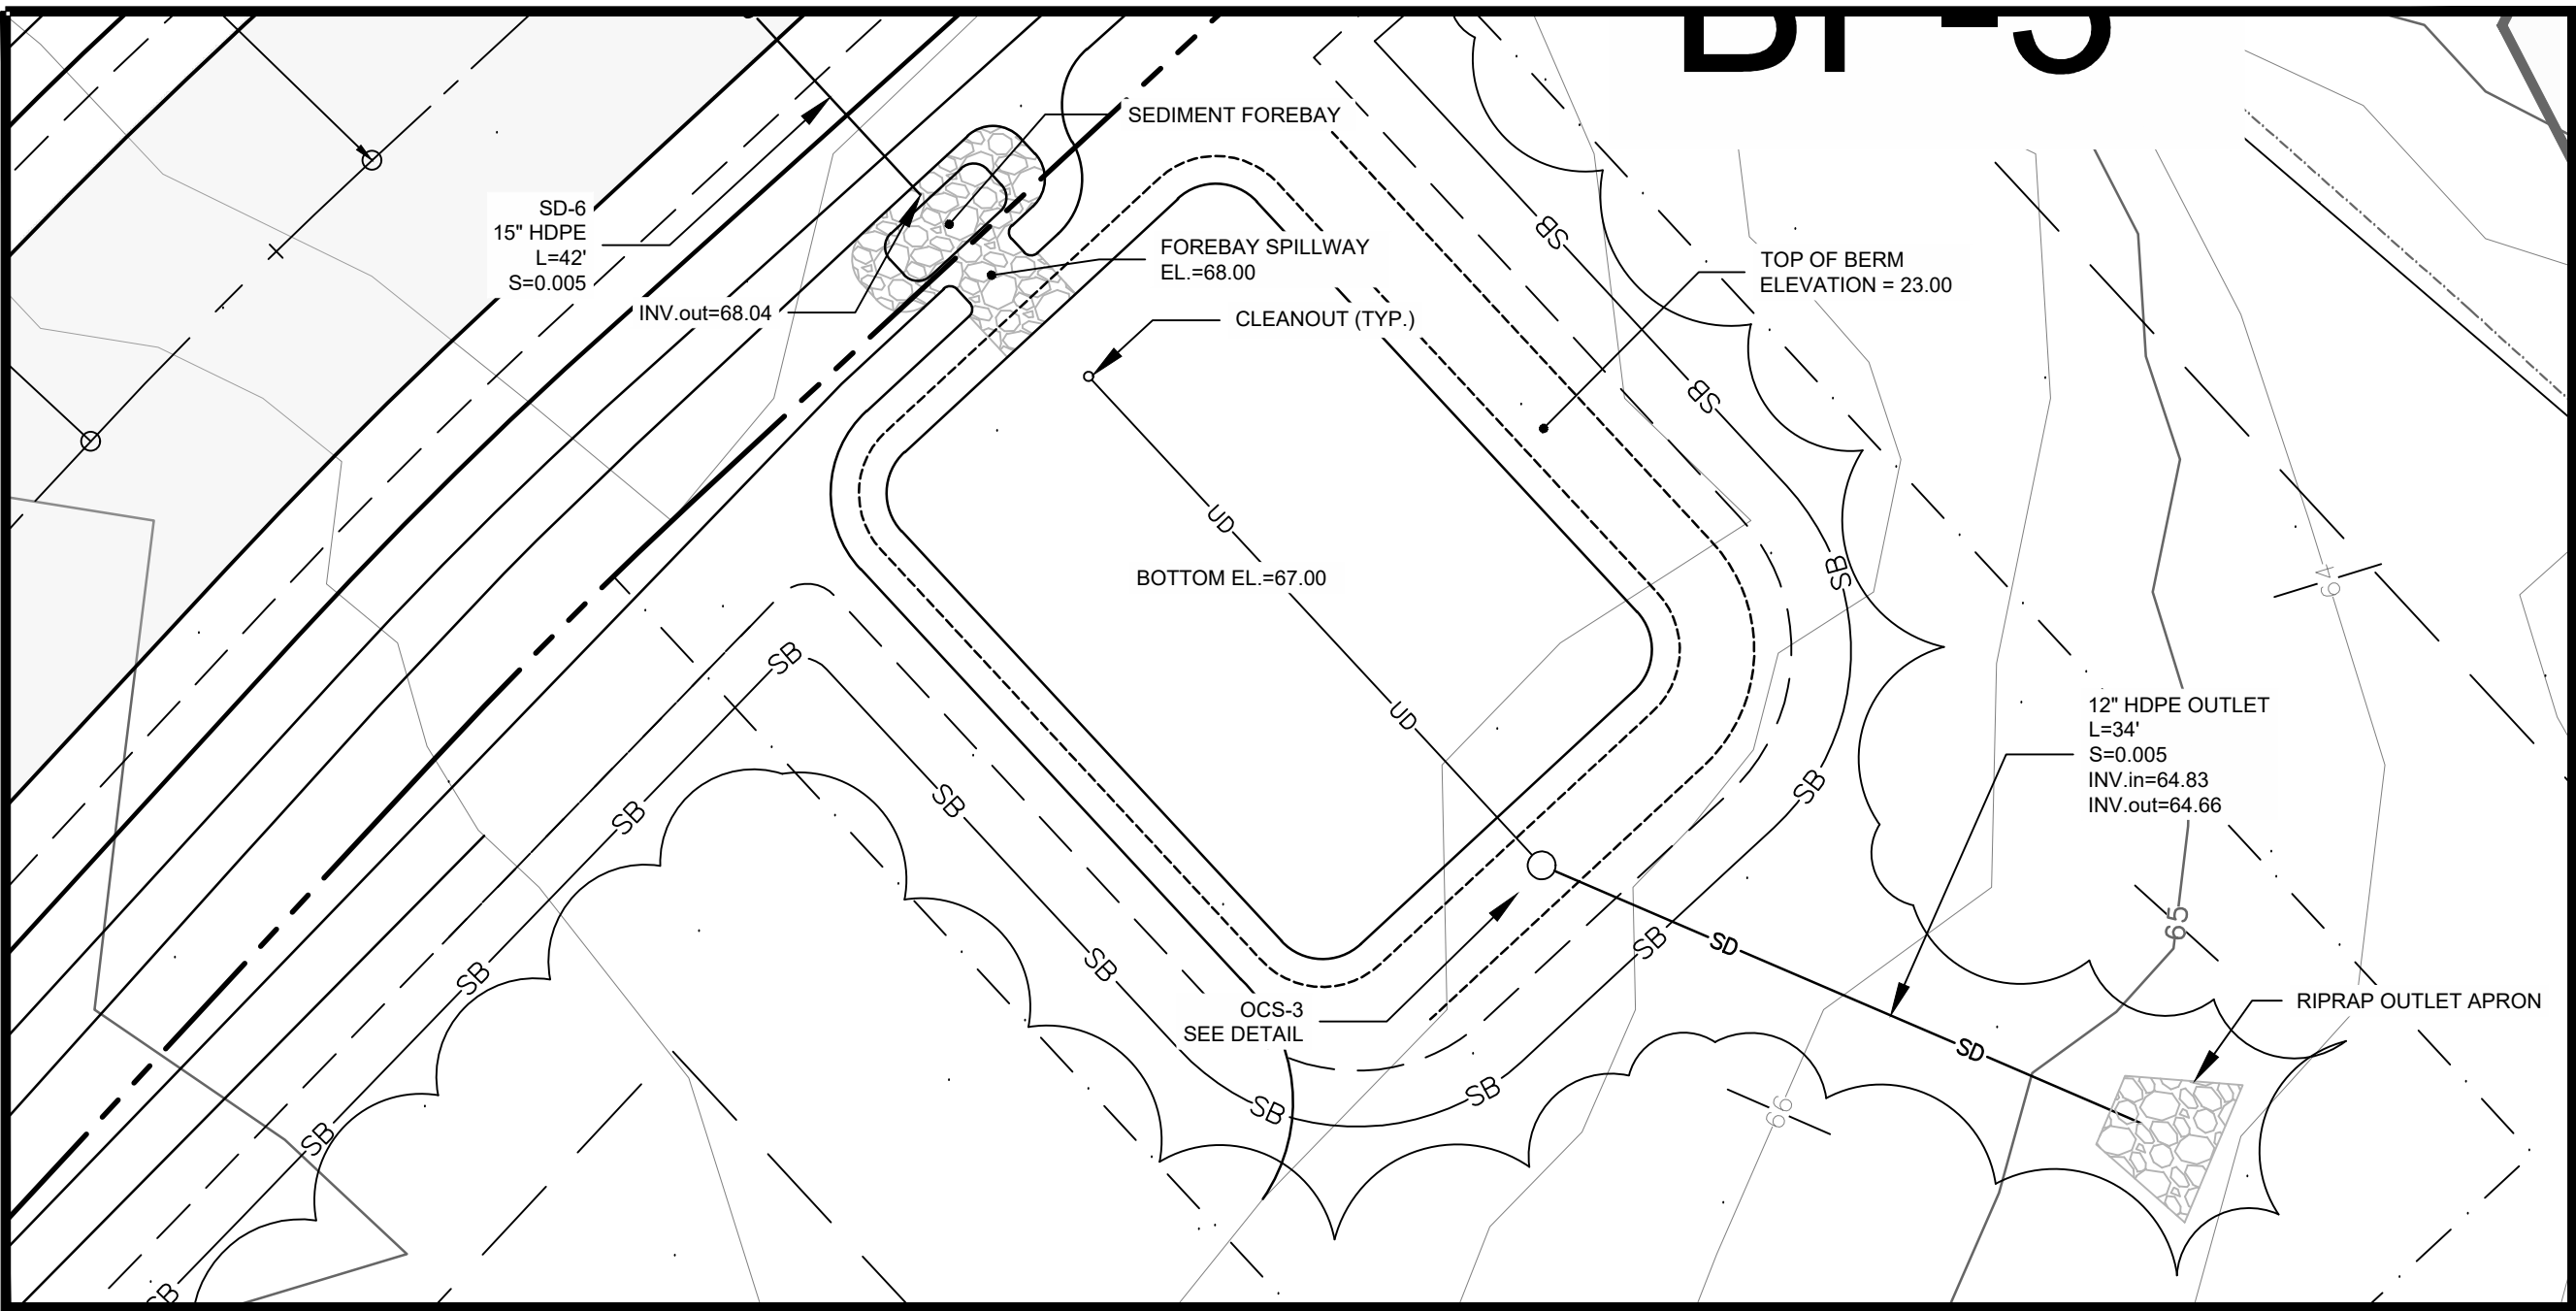 SEDIMENT FOREBAY
SD-6
15" HDPE
L=42'
S=0.005
INV.out=68.04
FOREBAY SPILLWAY
EL.=68.00
CLEANOUT (TYP.)
TOP OF BERM
ELEVATION = 23.00
SB
SB
SB
SB
UD
BOTTOM EL.=67.00
UD
64
12" HDPE OUTLET
L=34'
S=0.005
INV.in=64.83
INV.out=64.66
SB
SB
SB
SB
SB
SB
SB
SB
SB
SB
SD
SD
65
66
OCS-3
SEE DETAIL
RIPRAP OUTLET APRON